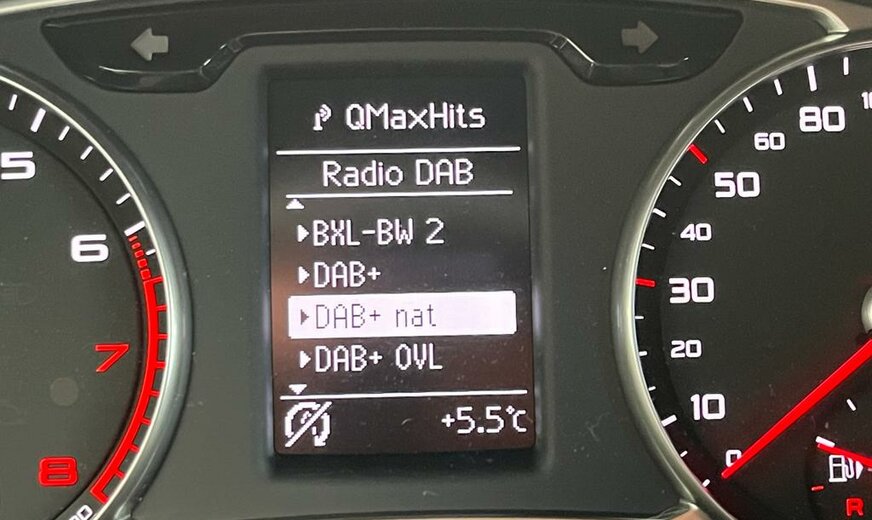 QMaxHits
Radio DAB
BXL-BW 2
DAB+
DAB+ nat
DAB+ OVL
+5.5°C
5
6
7
8
80
60
50
40
30
20
10
0
R